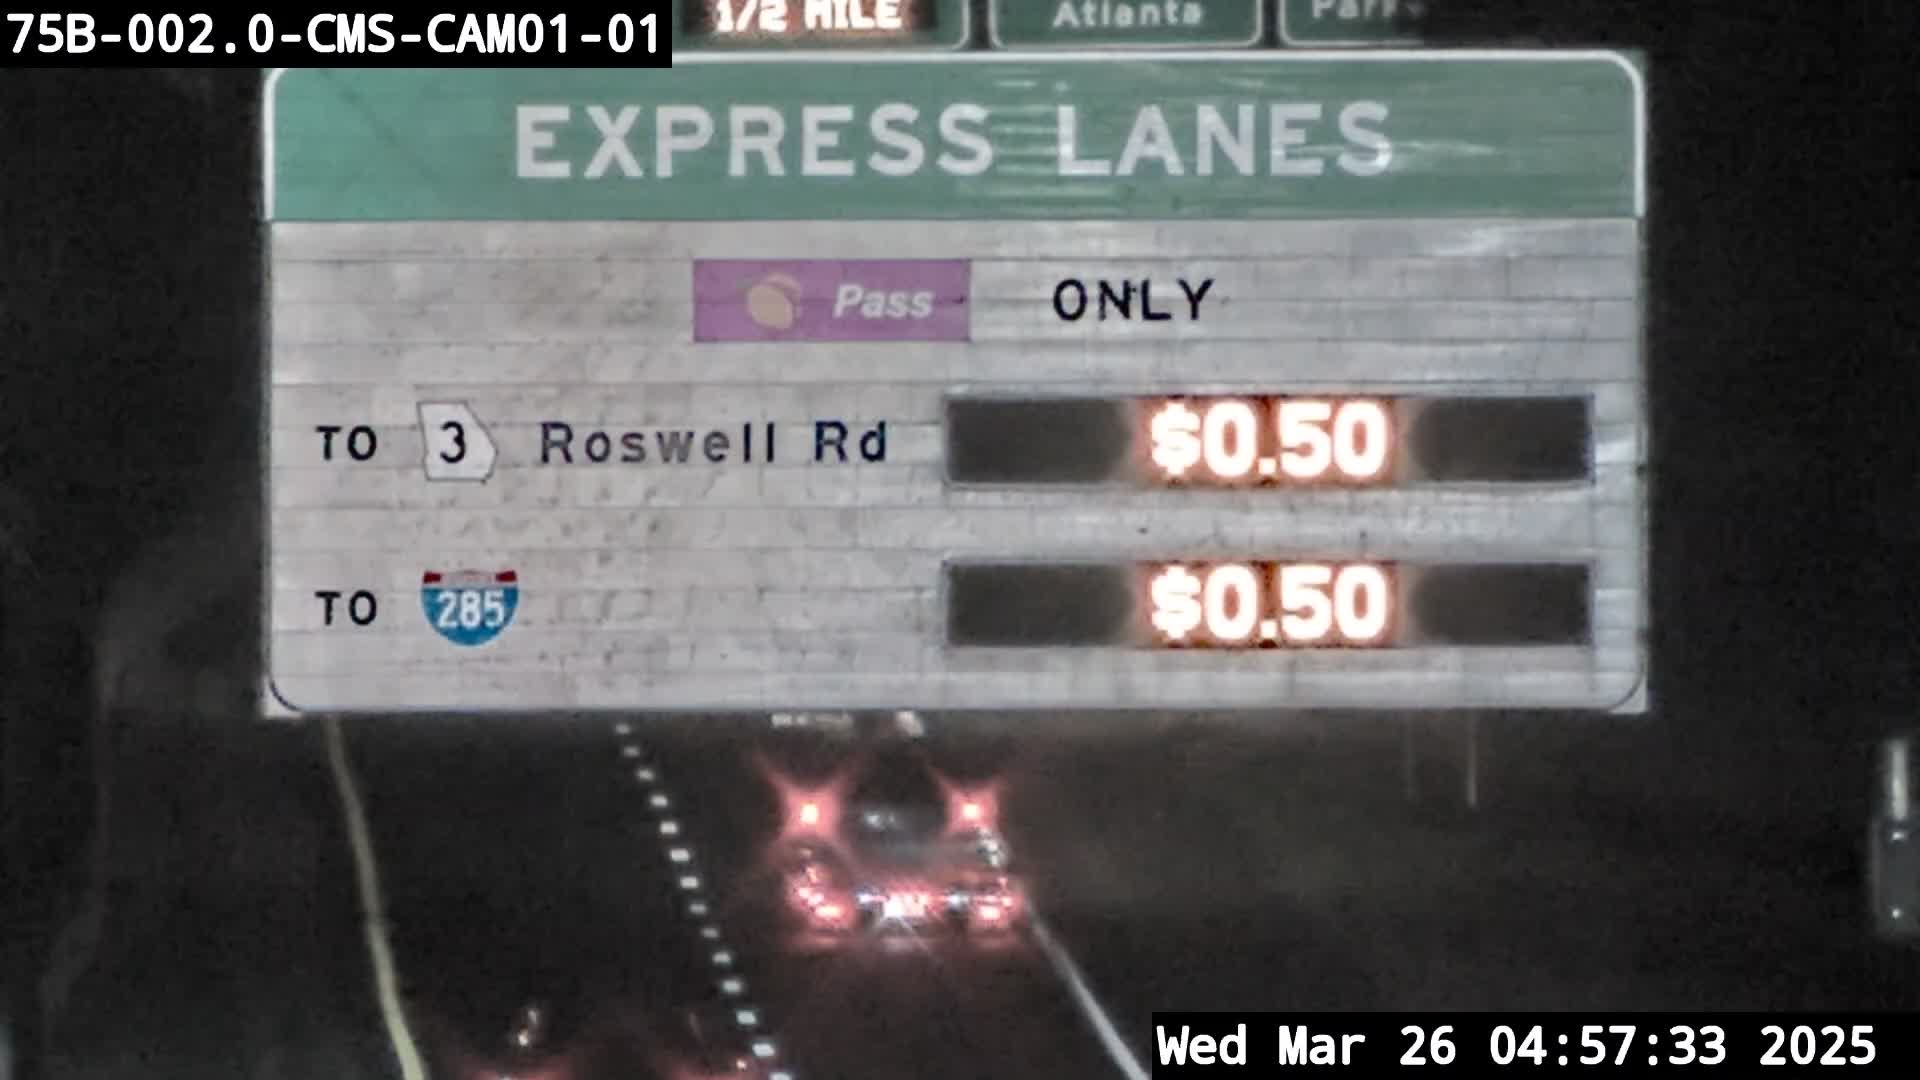 75B-002.0-CMS-CAM01-01
1/2 MILE
Atlanta
EXPRESS LANES
Pass ONLY
TO 3 Roswell Rd $0.50
TO 285 $0.50
Wed Mar 26 04:57:33 2025